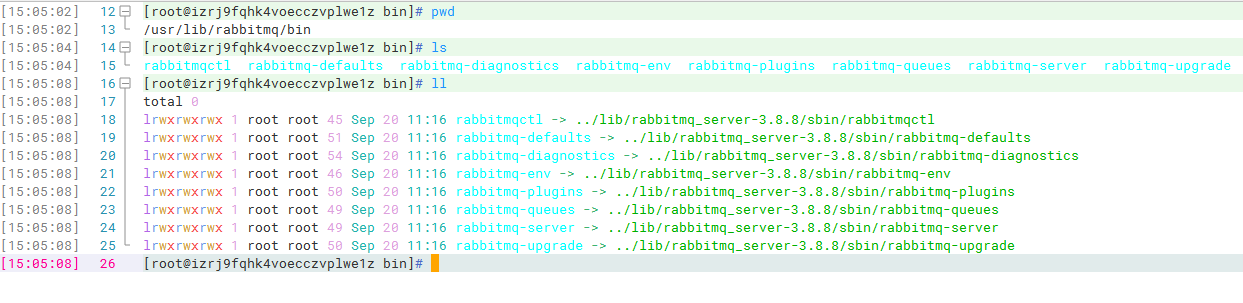 [15:05:02] 12 [root@izrj9fqhk4voecczvplwe1z bin]# pwd
[15:05:02] 13 /usr/lib/rabbitmq/bin
[15:05:04] 14 [root@izrj9fqhk4voecczvplwe1z bin]# ls
[15:05:04] 15 rabbitmqctl rabbitmq-defaults rabbitmq-diagnostics rabbitmq-env rabbitmq-plugins rabbitmq-queues rabbitmq-server rabbitmq-upgrade
[15:05:08] 16 [root@izrj9fqhk4voecczvplwe1z bin]# ll
[15:05:08] 17 total 0
[15:05:08] 18 lrwxrwxrwx 1 root root 45 Sep 20 11:16 rabbitmqctl -> ../lib/rabbitmq_server-3.8.8/sbin/rabbitmqctl
[15:05:08] 19 lrwxrwxrwx 1 root root 51 Sep 20 11:16 rabbitmq-defaults -> ../lib/rabbitmq_server-3.8.8/sbin/rabbitmq-defaults
[15:05:08] 20 lrwxrwxrwx 1 root root 54 Sep 20 11:16 rabbitmq-diagnostics -> ../lib/rabbitmq_server-3.8.8/sbin/rabbitmq-diagnostics
[15:05:08] 21 lrwxrwxrwx 1 root root 46 Sep 20 11:16 rabbitmq-env -> ../lib/rabbitmq_server-3.8.8/sbin/rabbitmq-env
[15:05:08] 22 lrwxrwxrwx 1 root root 50 Sep 20 11:16 rabbitmq-plugins -> ../lib/rabbitmq_server-3.8.8/sbin/rabbitmq-plugins
[15:05:08] 23 lrwxrwxrwx 1 root root 49 Sep 20 11:16 rabbitmq-queues -> ../lib/rabbitmq_server-3.8.8/sbin/rabbitmq-queues
[15:05:08] 24 lrwxrwxrwx 1 root root 49 Sep 20 11:16 rabbitmq-server -> ../lib/rabbitmq_server-3.8.8/sbin/rabbitmq-server
[15:05:08] 25 lrwxrwxrwx 1 root root 50 Sep 20 11:16 rabbitmq-upgrade -> ../lib/rabbitmq_server-3.8.8/sbin/rabbitmq-upgrade
[15:05:08] 26 [root@izrj9fqhk4voecczvplwe1z bin]#